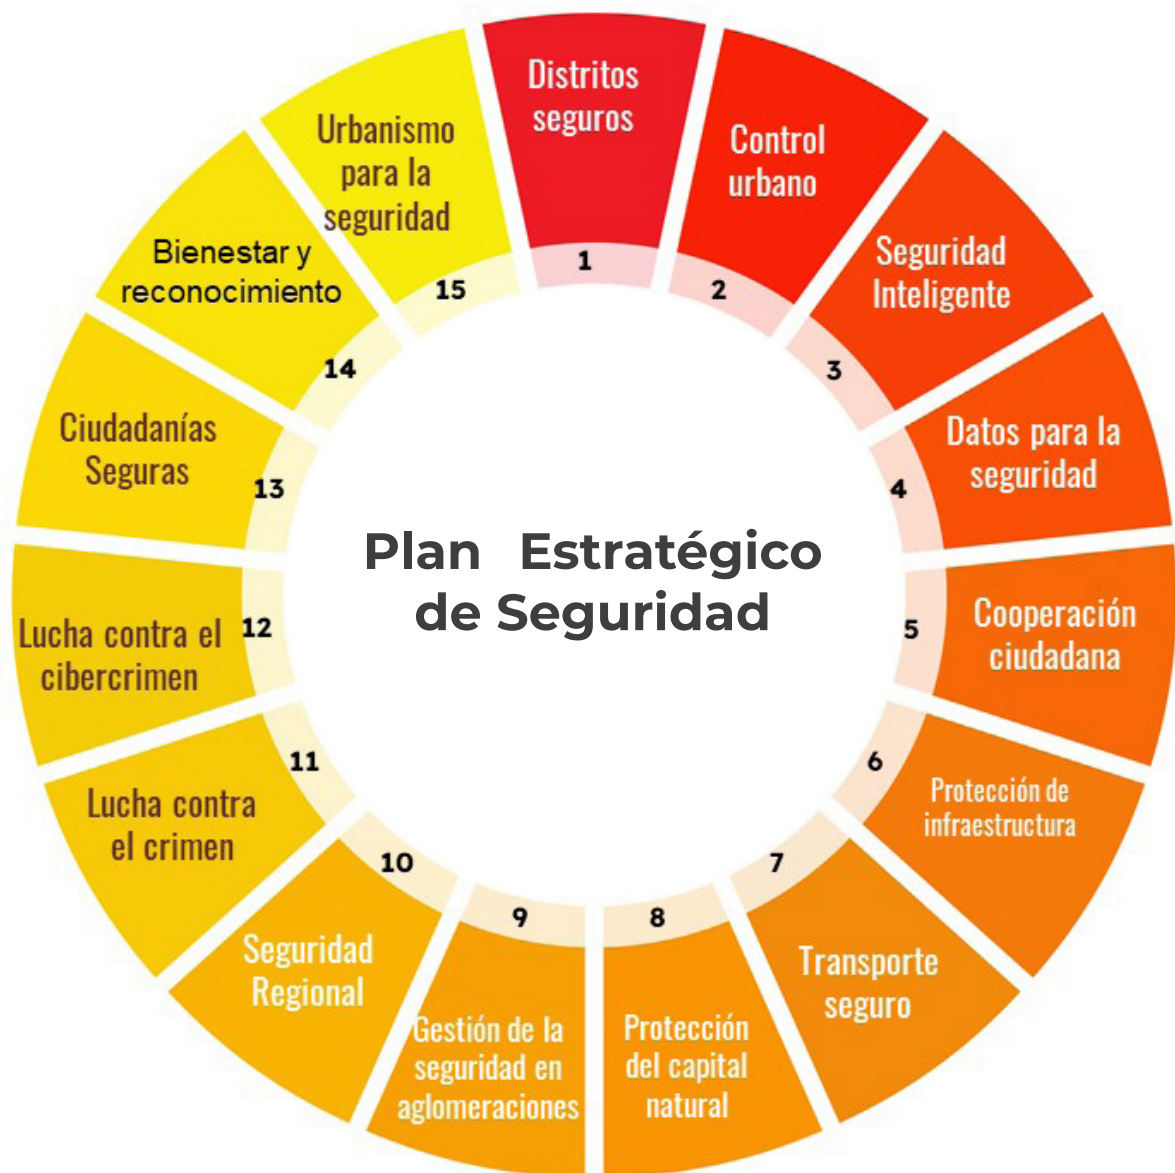 Distritos
seguros
1
Control
urbano
2
Seguridad
Inteligente
3
Datos para la
seguridad
4
Cooperación
ciudadana
5
Protección de
infraestructura
6
Transporte
seguro
7
Protección
del capital
natural
8
Gestión de la
seguridad en
aglomeraciones
9
Seguridad
Regional
10
Lucha contra
el crimen
11
Lucha contra el
cibercrimen
12
Ciudadanías
Seguras
13
Bienestar y
reconocimiento
14
Urbanismo
para la
seguridad
15
Plan Estratégico
de Seguridad